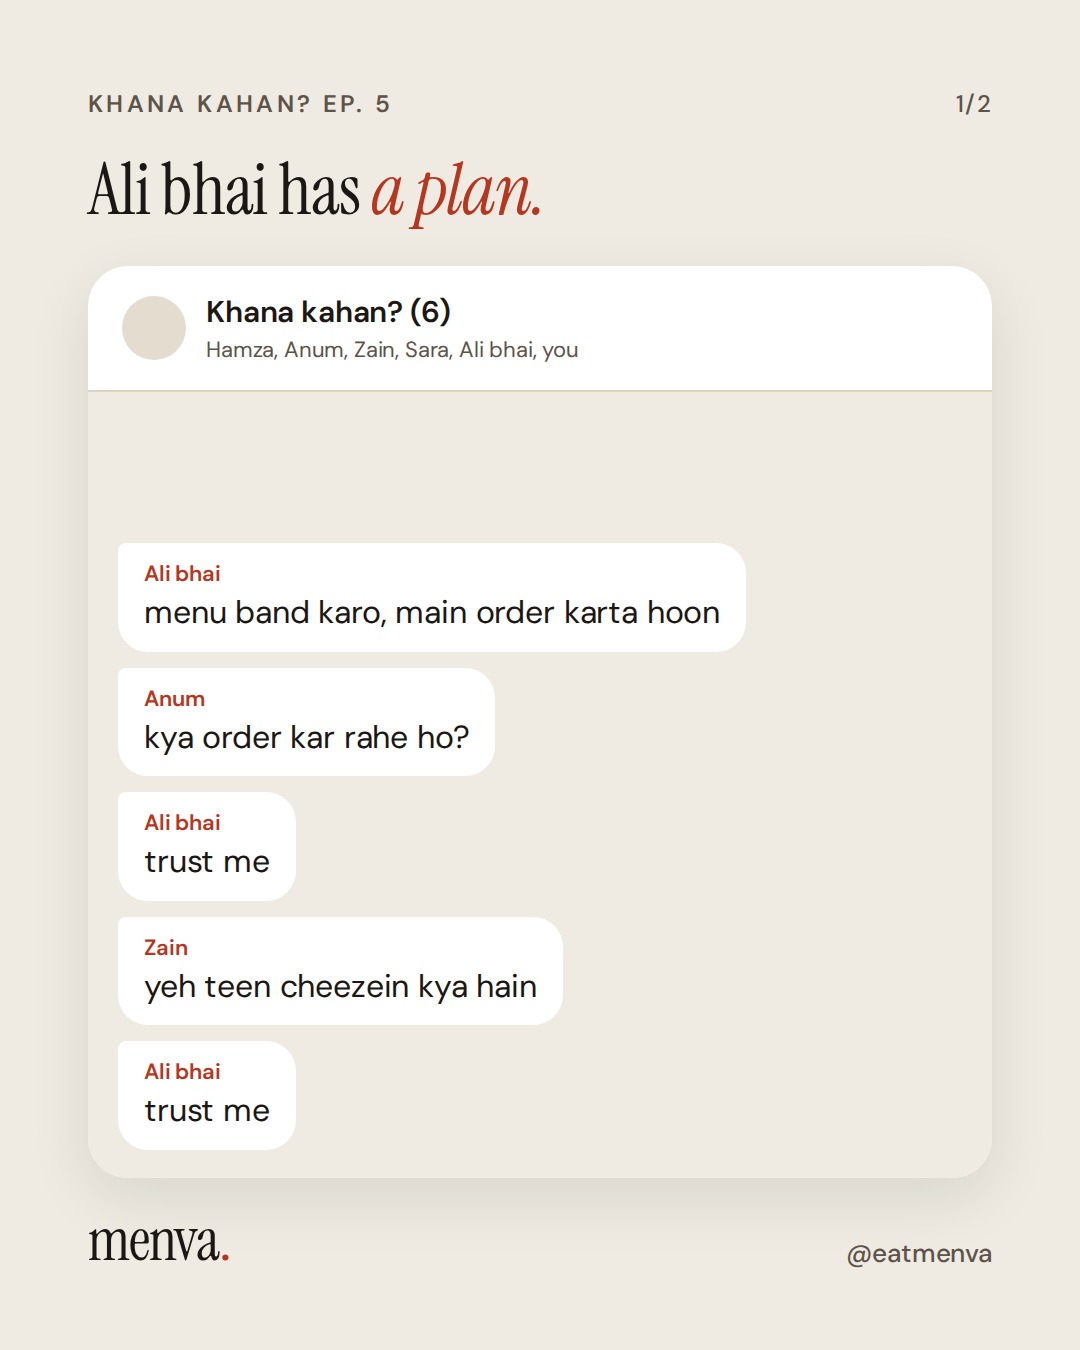 KHANA KAHAN? EP. 5
1/2
Ali bhai has a plan.
Khana kahan? (6)
Hamza, Anum, Zain, Sara, Ali bhai, you
Ali bhai
menu band karo, main order karta hoon
Anum
kya order kar rahe ho?
Ali bhai
trust me
Zain
yeh teen cheezein kya hain
Ali bhai
trust me
menva.
@eatmenva